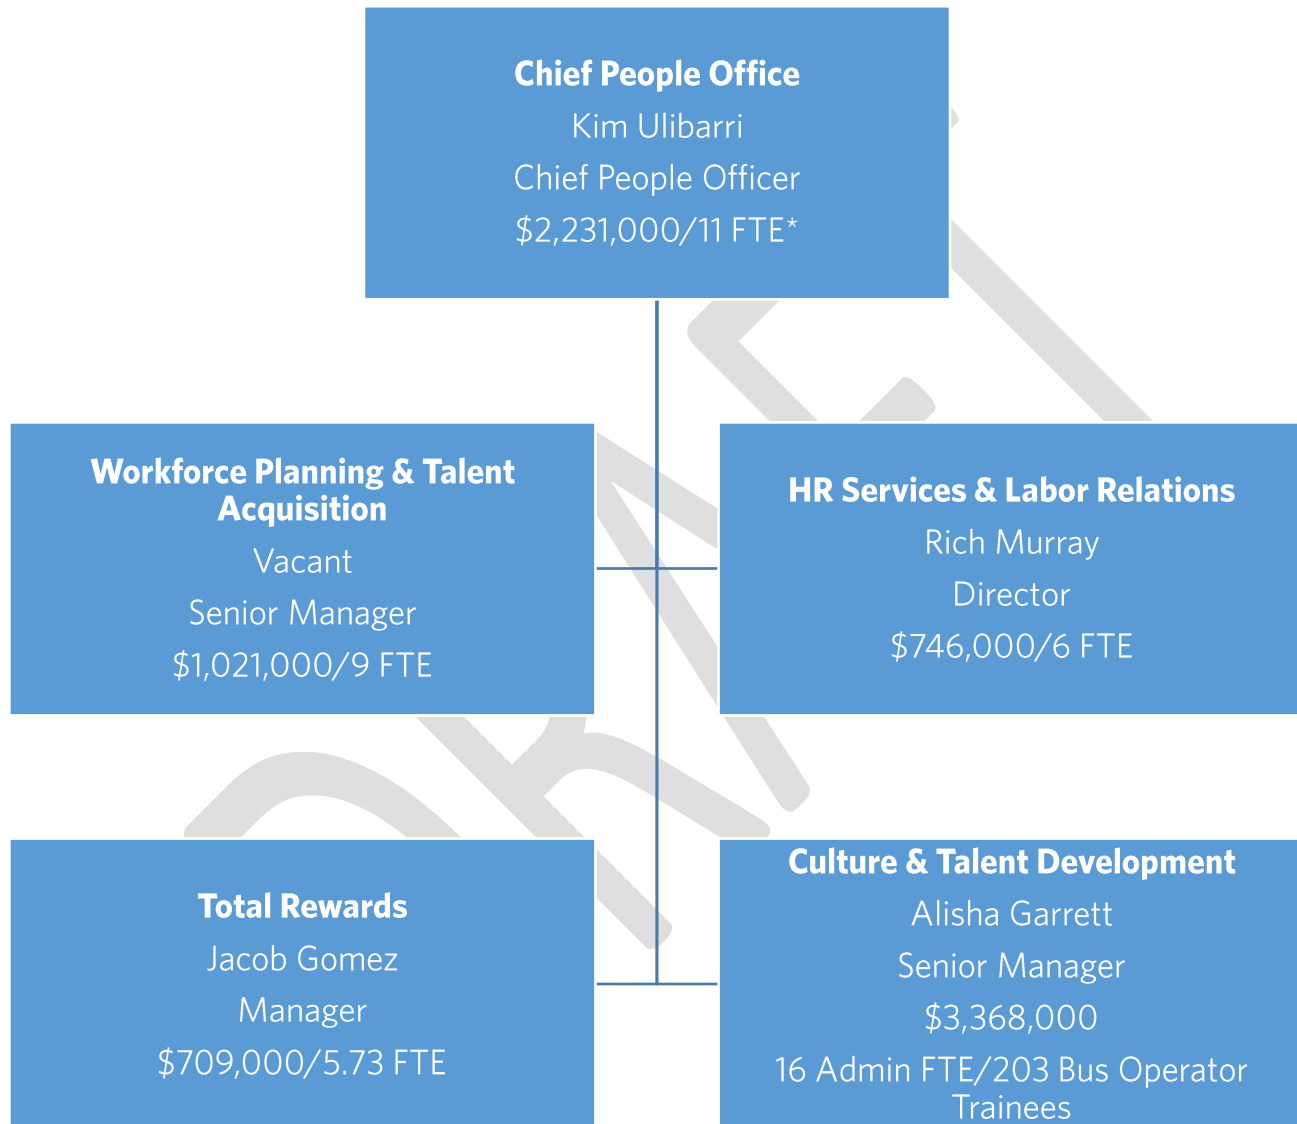 Chief People Office
Kim Ulibarri
Chief People Officer
$2,231,000/11 FTE*
Workforce Planning & Talent
Acquisition
Vacant
Senior Manager
$1,021,000/9 FTE
HR Services & Labor Relations
Rich Murray
Director
$746,000/6 FTE
Total Rewards
Jacob Gomez
Manager
$709,000/5.73 FTE
Culture & Talent Development
Alisha Garrett
Senior Manager
$3,368,000
16 Admin FTE/203 Bus Operator
Trainees
DRAFT